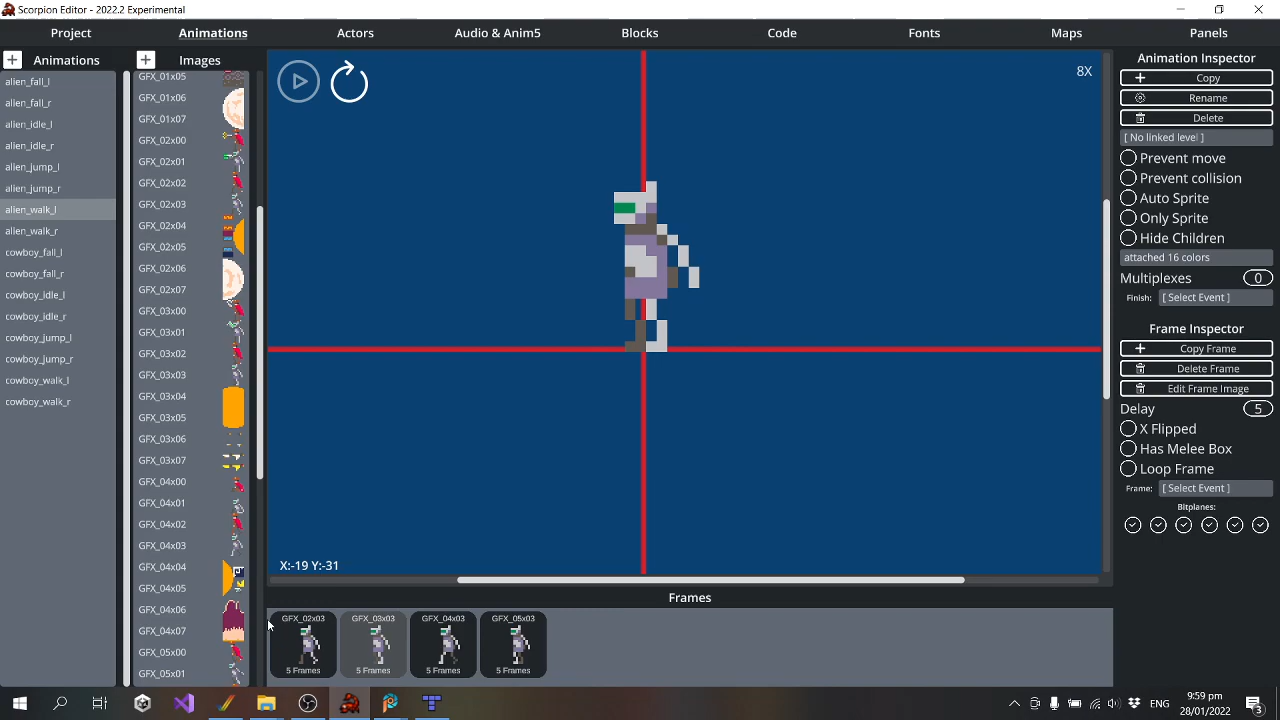 Scorpion Editor - 2022.2 Experimental
Project
Animations
Actors
Audio & Anim5
Blocks
Code
Fonts
Maps
Panels
Animations
alien_fall_l
alien_fall_r
alien_idle_l
alien_idle_r
alien_jump_l
alien_jump_r
alien_walk_l
alien_walk_r
cowboy_fall_l
cowboy_fall_r
cowboy_idle_l
cowboy_idle_r
cowboy_jump_l
cowboy_jump_r
cowboy_walk_l
cowboy_walk_r
Images
GFX_01x05
GFX_01x06
GFX_01x07
GFX_02x00
GFX_02x01
GFX_02x02
GFX_02x03
GFX_02x04
GFX_02x05
GFX_02x06
GFX_02x07
GFX_03x00
GFX_03x01
GFX_03x02
GFX_03x03
GFX_03x04
GFX_03x05
GFX_03x06
GFX_03x07
GFX_04x00
GFX_04x01
GFX_04x02
GFX_04x03
GFX_04x04
GFX_04x05
GFX_04x06
GFX_04x07
GFX_05x00
GFX_05x01
8X
X:-19 Y:-31
Frames
GFX_02x03
5 Frames
GFX_03x03
5 Frames
GFX_04x03
5 Frames
GFX_05x03
5 Frames
Animation Inspector
Copy
Rename
Delete
[ No linked level ]
Prevent move
Prevent collision
Auto Sprite
Only Sprite
Hide Children
attached 16 colors
Multiplexes 0
Finish: [ Select Event ]
Frame Inspector
Copy Frame
Delete Frame
Edit Frame Image
Delay 5
X Flipped
Has Melee Box
Loop Frame
Frame: [ Select Event ]
Bitplanes:
ENG
9:59 pm
28/01/2022
3